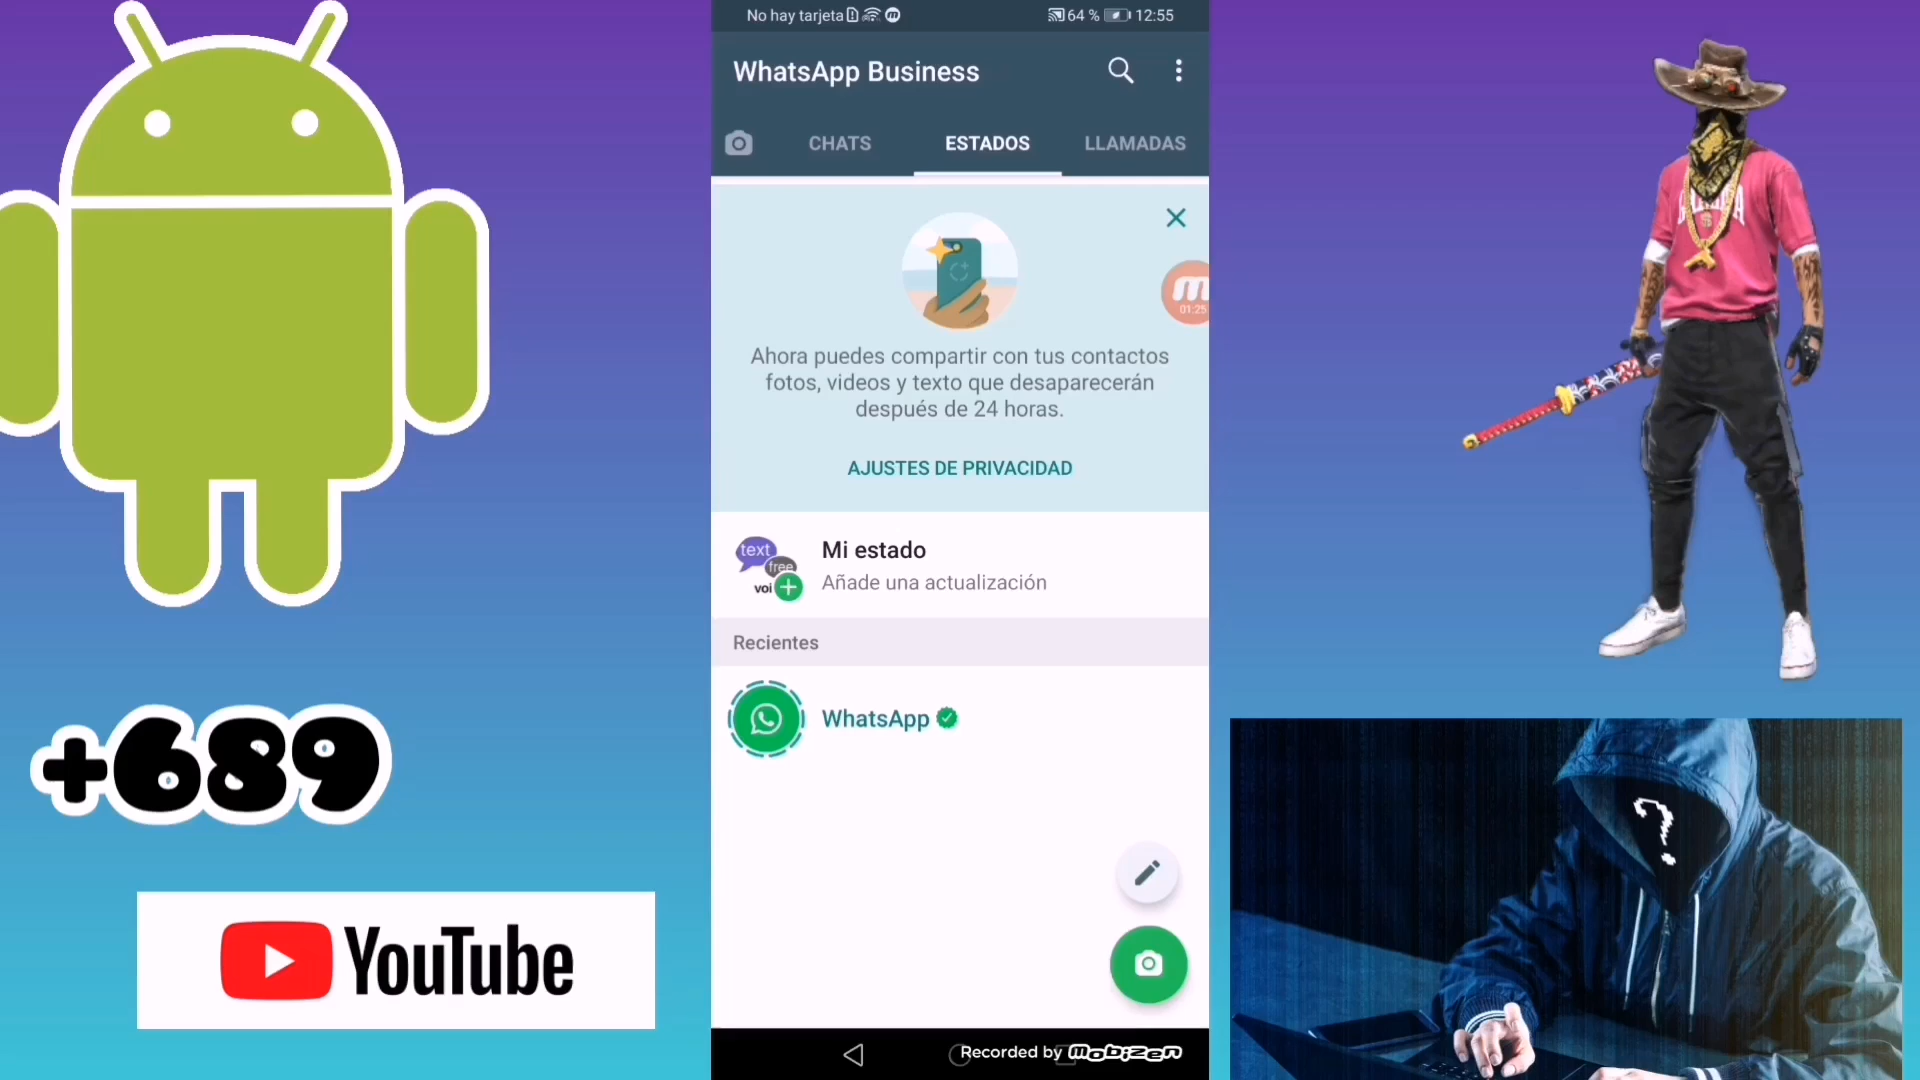 No hay tarjeta
64 %
12:55
WhatsApp Business
CHATS
ESTADOS
LLAMADAS
01:25
Ahora puedes compartir con tus contactos
fotos, videos y texto que desaparecerán
después de 24 horas.
AJUSTES DE PRIVACIDAD
text
free
voi
Mi estado
Añade una actualización
Recientes
WhatsApp
+689
YouTube
?
Recorded by mobizen